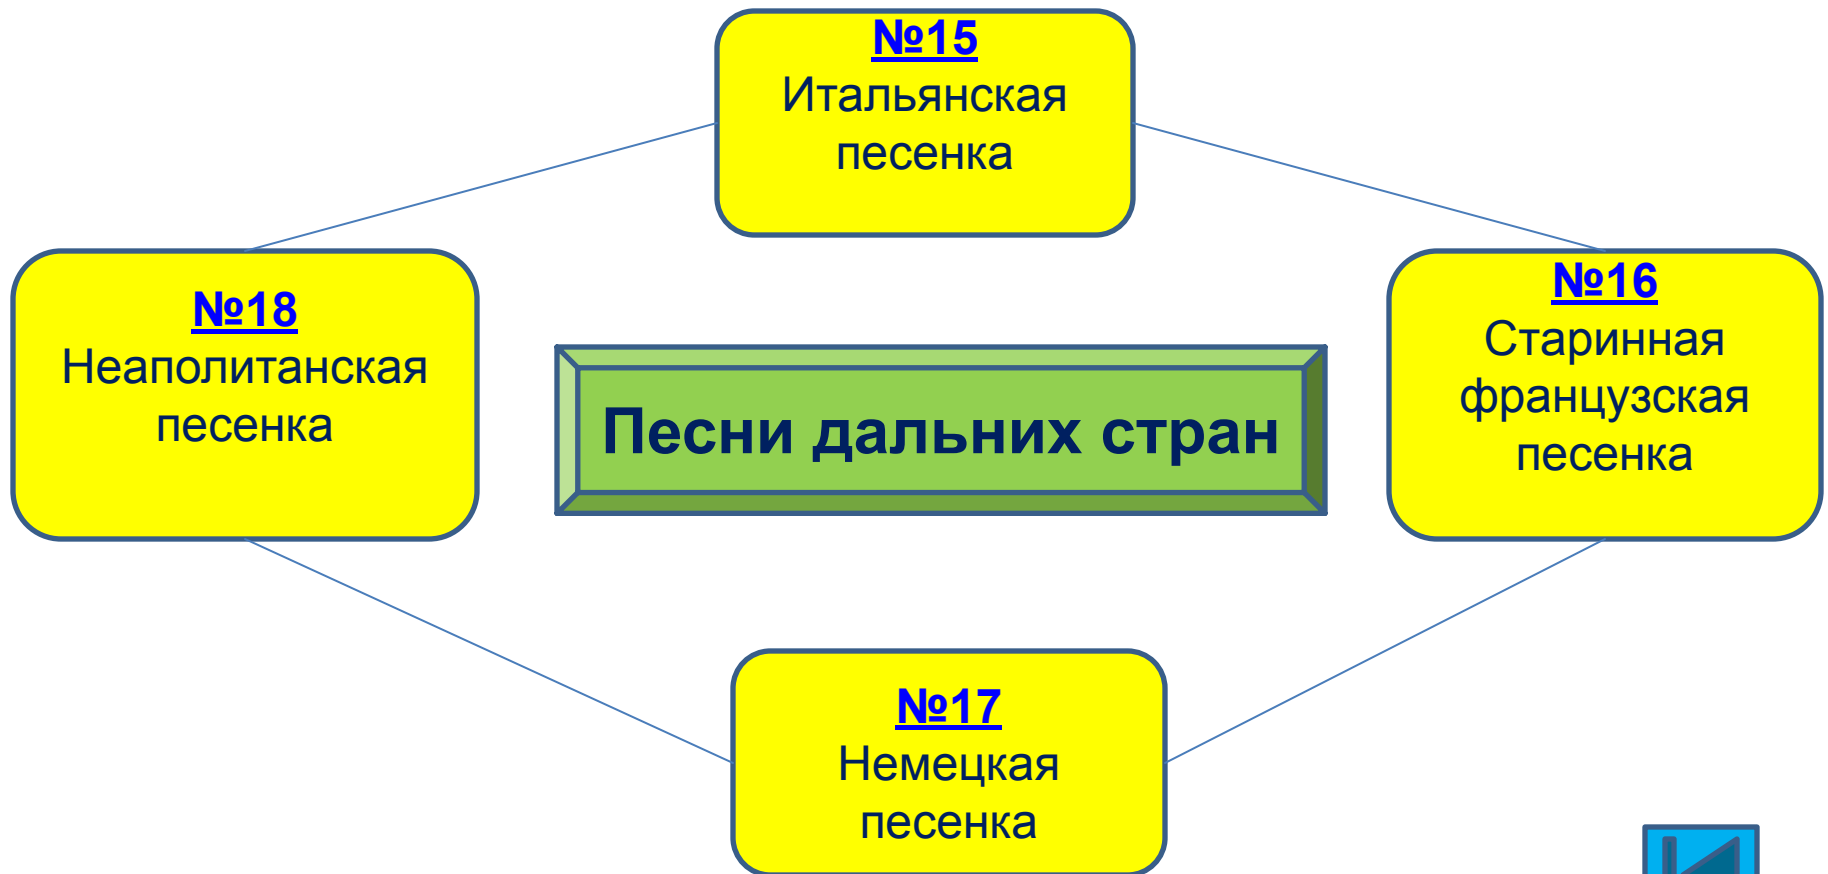 №15
Итальянская
песенка
№18
Неаполитанская
песенка
Песни дальних стран
№16
Старинная
французская
песенка
№17
Немецкая
песенка